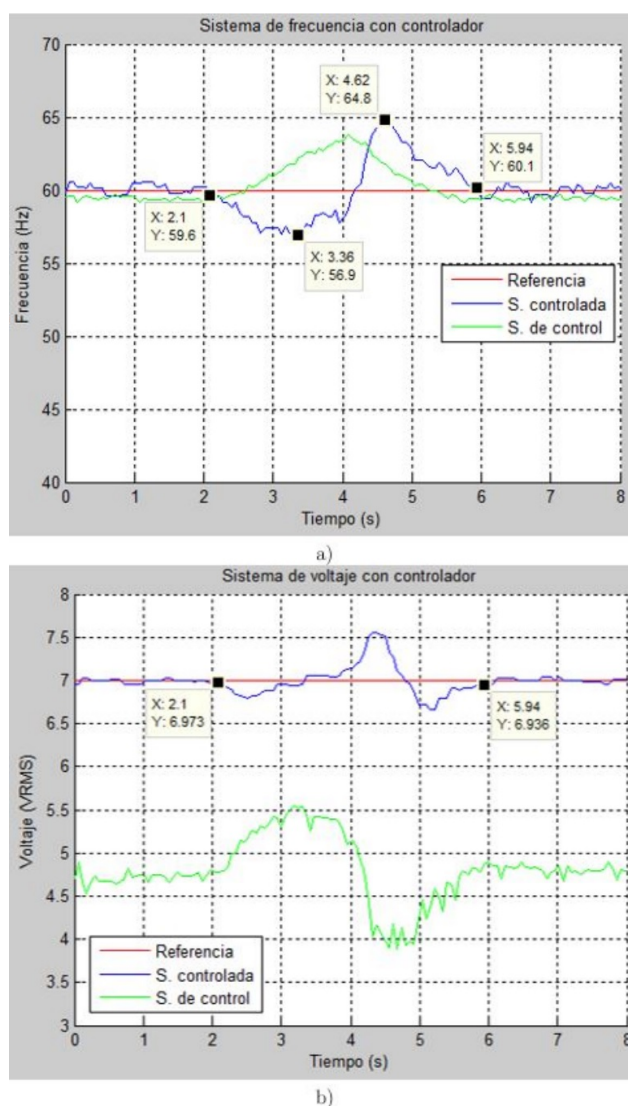 Sistema de frecuencia con controlador
70
65
60
55
50
45
40
Frecuencia (Hz)
X: 4.62
Y: 64.8
X: 5.94
Y: 60.1
X: 2.1
Y: 59.6
X: 3.36
Y: 56.9
Referencia
S. controlada
S. de control
0 1 2 3 4 5 6 7 8
Tiempo (s)
a)
Sistema de voltaje con controlador
8
7.5
7
6.5
6
5.5
5
4.5
4
3.5
3
Voltaje (VRMS)
X: 2.1
Y: 6.973
X: 5.94
Y: 6.936
Referencia
S. controlada
S. de control
0 1 2 3 4 5 6 7 8
Tiempo (s)
b)